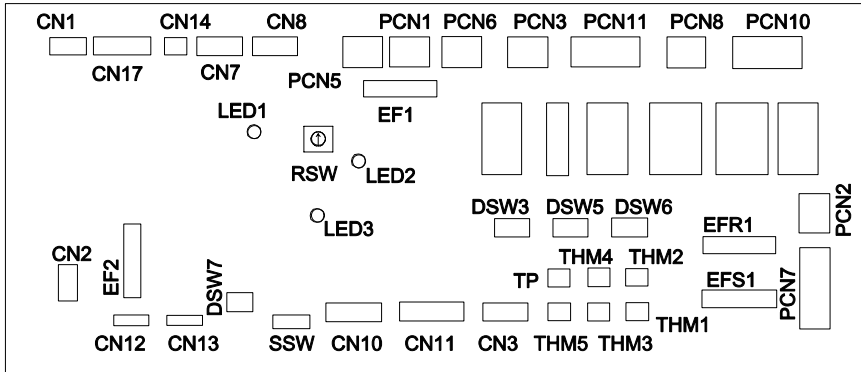 CN1 CN14 CN8 PCN1 PCN6 PCN3 PCN11 PCN8 PCN10
CN17 CN7 PCN5
LED1 EF1
RSW LED2
DSW3 DSW5 DSW6 PCN2
LED3 EFR1
CN2 EF2 DSW7 THM4 THM2
TP EFS1 PCN7
THM1
CN12 CN13 SSW CN10 CN11 CN3 THM5 THM3